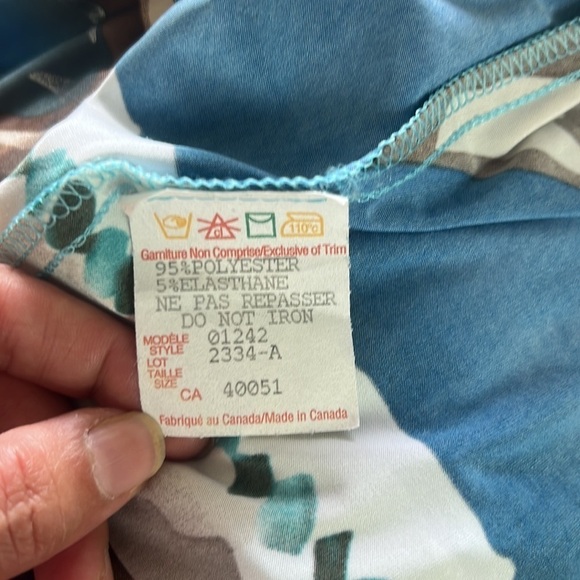 cl 110°c
Garniture Non Comprise/Exclusive of Trim
95%POLYESTER
5%ELASTHANE
NE PAS REPASSER
DO NOT IRON
MODÈLE 01242
STYLE 2334-A
LOT
TAILLE
SIZE
CA 40051
Fabriqué au Canada/Made in Canada